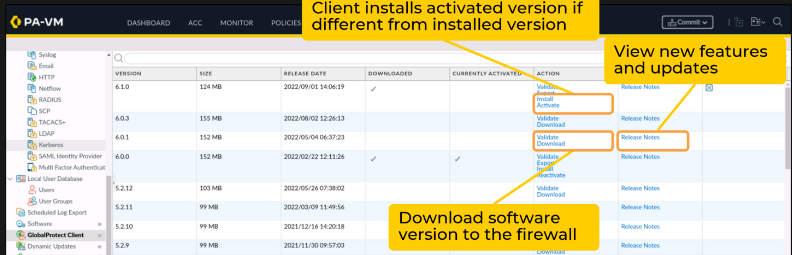 Client installs activated version if
different from installed version
PA-VM
DASHBOARD
ACC
MONITOR
POLICIES
Commit
View new features
and updates
Syslog
Email
HTTP
Netflow
RADIUS
SCP
TACACS+
LDAP
Kerberos
SAML Identity Provider
Multi Factor Authenticat
Local User Database
Users
User Groups
Scheduled Log Export
Software
GlobalProtect Client
Dynamic Updates
VERSION SIZE RELEASE DATE DOWNLOADED CURRENTLY ACTIVATED ACTION
6.1.0 124 MB 2022/09/01 14:06:19 Validate Release Notes
Export
Install
Activate
6.0.3 155 MB 2022/08/02 12:26:13 Validate Release Notes
Download
6.0.1 152 MB 2022/05/04 06:37:23 Validate Release Notes
Download
6.0.0 152 MB 2022/02/22 12:11:26 Validate Release Notes
Export
Install
Reactivate
5.2.12 103 MB 2022/05/26 07:38:02 Validate Release Notes
Download
5.2.11 99 MB 2022/03/09 11:49:56 Release Notes
5.2.10 99 MB 2021/12/16 14:20:18 Release Notes
5.2.9 99 MB 2021/11/30 09:57:03 Release Notes
Download
Download software
version to the firewall